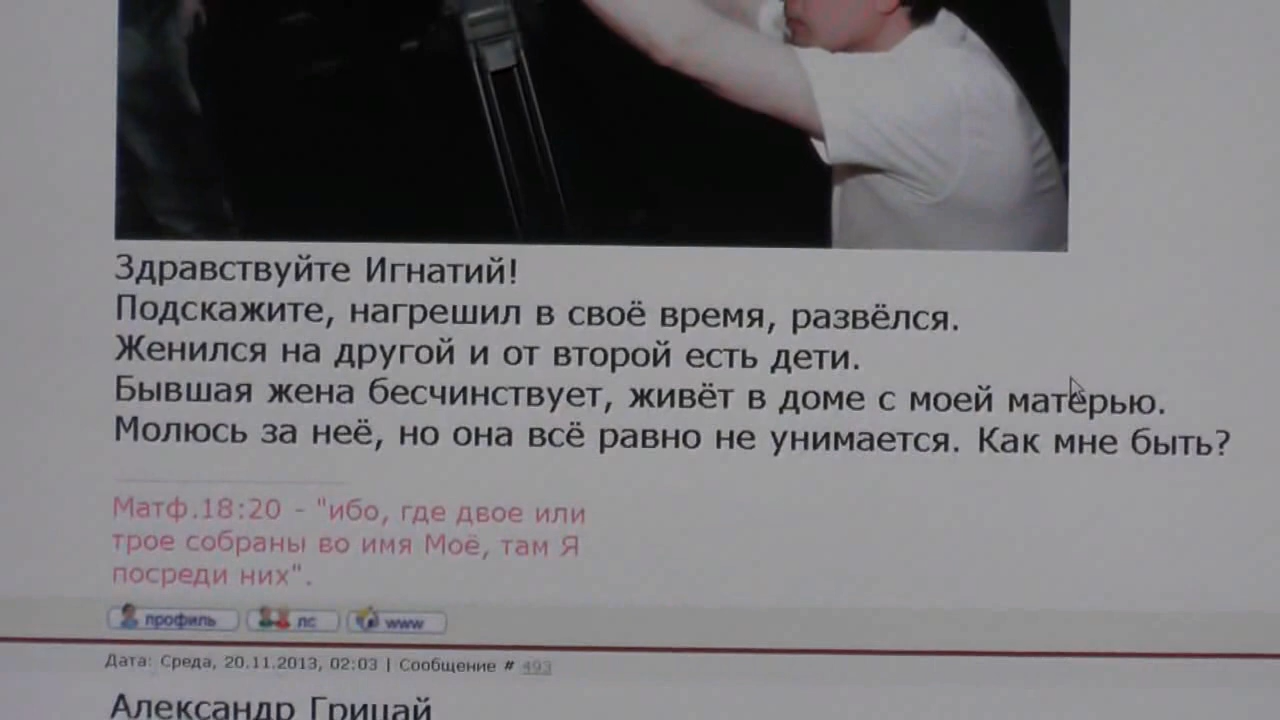 Здравствуйте Игнатий!
Подскажите, нагрешил в своё время, развёлся.
Женился на другой и от второй есть дети.
Бывшая жена бесчинствует, живёт в доме с моей матерью.
Молюсь за неё, но она всё равно не унимается. Как мне быть?
Матф.18:20 - "ибо, где двое или
трое собраны во имя Моё, там Я
посреди них".
профиль лс www
Дата: Среда, 20.11.2013, 02:03 | Сообщение # 493
Александр Грицай